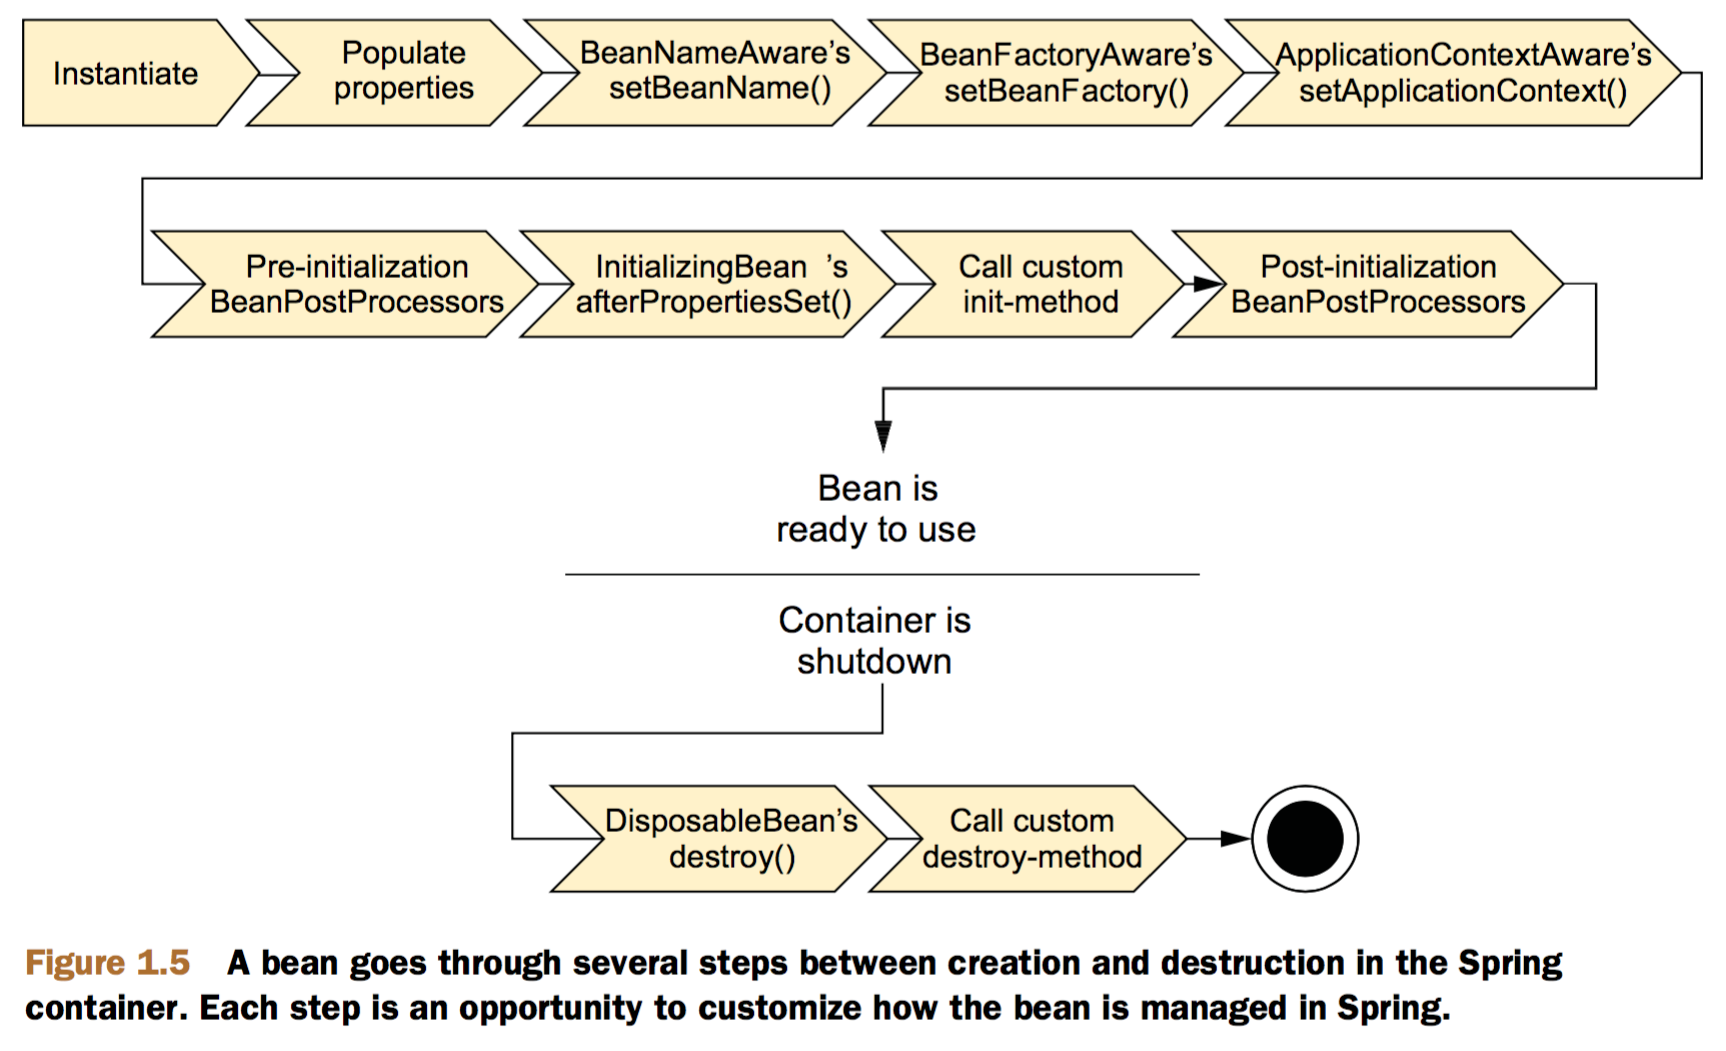 Instantiate
Populate
properties
BeanNameAware’s
setBeanName()
BeanFactoryAware’s
setBeanFactory()
ApplicationContextAware’s
setApplicationContext()
Pre-initialization
BeanPostProcessors
InitializingBean ’s
afterPropertiesSet()
Call custom
init-method
Post-initialization
BeanPostProcessors
Bean is
ready to use
Container is
shutdown
DisposableBean’s
destroy()
Call custom
destroy-method
Figure 1.5 A bean goes through several steps between creation and destruction in the Spring
container. Each step is an opportunity to customize how the bean is managed in Spring.